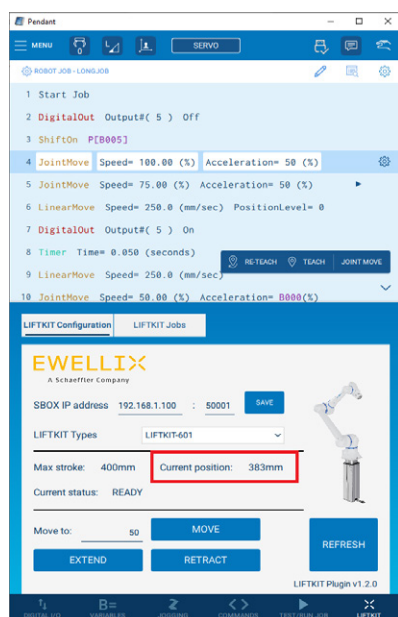 Pendant
MENU
0
SERVO
ROBOT JOB - LONGJOB
1 Start Job
2 DigitalOut Output#( 5 ) Off
3 ShiftOn P[B005]
4 JointMove Speed= 100.00 (%) Acceleration= 50 (%)
5 JointMove Speed= 75.00 (%) Acceleration= 50 (%)
6 LinearMove Speed= 250.0 (mm/sec) PositionLevel= 0
7 DigitalOut Output#( 5 ) On
8 Timer Time= 0.050 (seconds)
RE-TEACH TEACH JOINT MOVE
9 LinearMove Speed= 250.0 (mm/sec)
10 JointMove Speed= 50.00 (%) Acceleration= B000(%)
LIFTKIT Configuration LIFTKIT Jobs
EWELLIX
A Schaeffler Company
SBOX IP address 192.168.1.100 : 50001 SAVE
LIFTKIT Types LIFTKIT-601
Max stroke: 400mm Current position: 383mm
Current status: READY
Move to: 50 MOVE
EXTEND RETRACT REFRESH
LIFTKIT Plugin v1.2.0
DIGITAL I/O VARIABLES JOGGING COMMANDS TEST/RUN JOB LIFTKIT